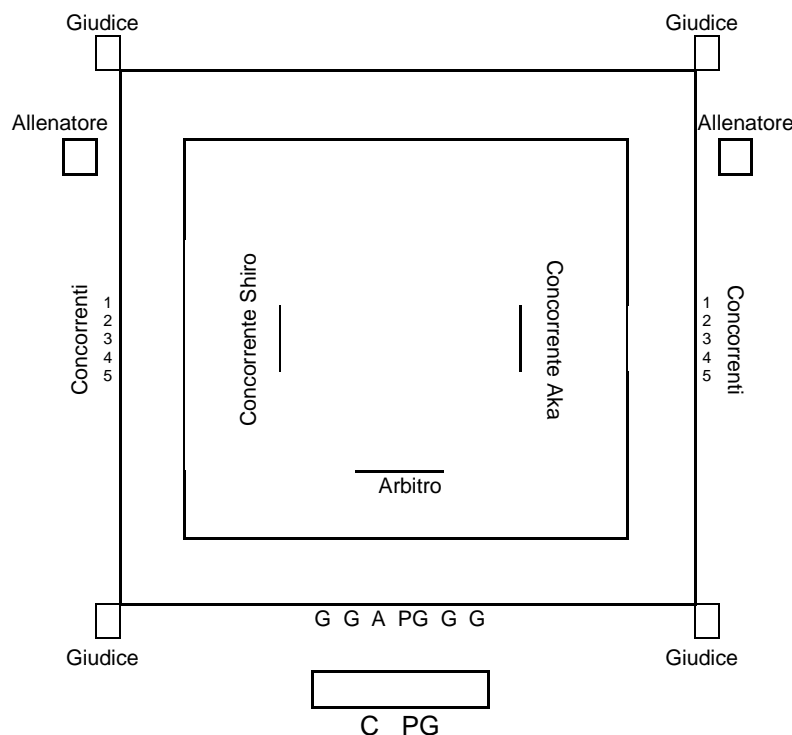 Giudice
Giudice
Allenatore
Allenatore
Concorrenti
1
2
3
4
5
Concorrente Shiro
Concorrente Aka
1
2
3
4
5
Concorrenti
Arbitro
G G A PG G G
Giudice
Giudice
C PG